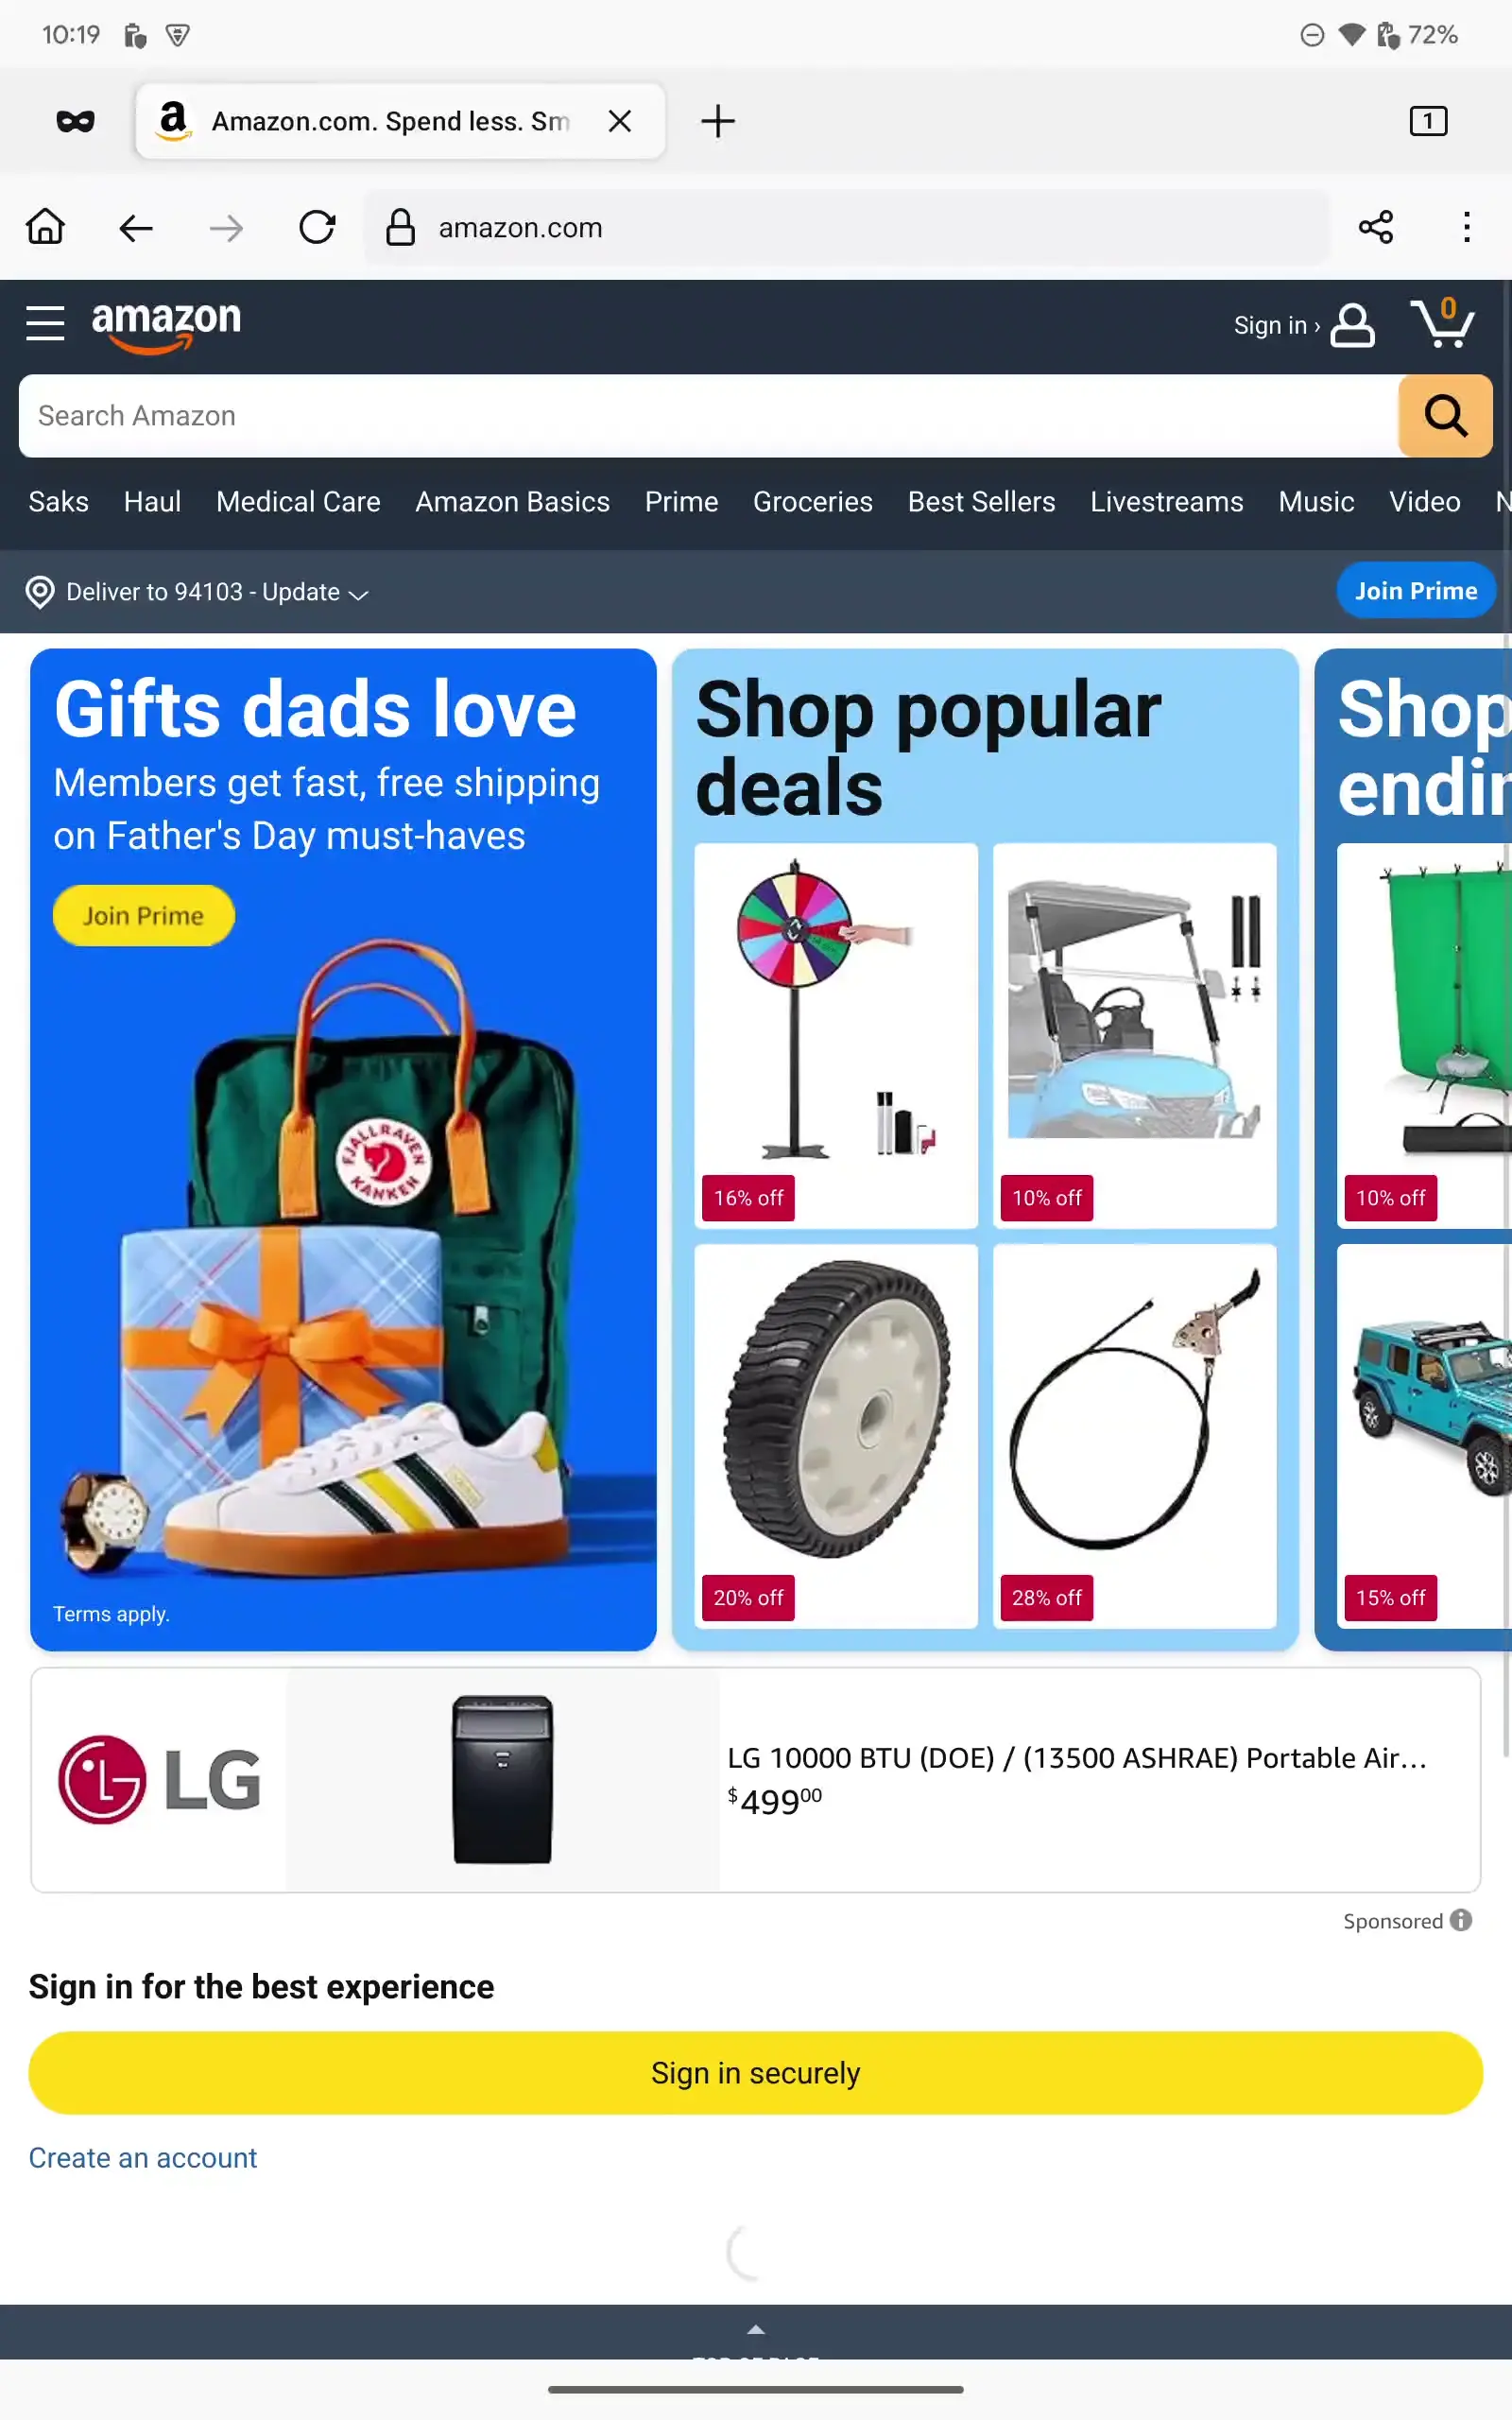 10:19
72%
Amazon.com. Spend less. Sm
1
amazon.com
amazon
Sign in ›
0
Search Amazon
Saks Haul Medical Care Amazon Basics Prime Groceries Best Sellers Livestreams Music Video N
Deliver to 94103 - Update
Join Prime
Gifts dads love
Members get fast, free shipping
on Father's Day must-haves
Join Prime
FJALLRAVEN
KANKEN
Terms apply.
Shop popular
deals
16% off
10% off
20% off
28% off
Shop
endin
10% off
15% off
LG
LG 10000 BTU (DOE) / (13500 ASHRAE) Portable Air...
$49900
Sponsored
Sign in for the best experience
Sign in securely
Create an account